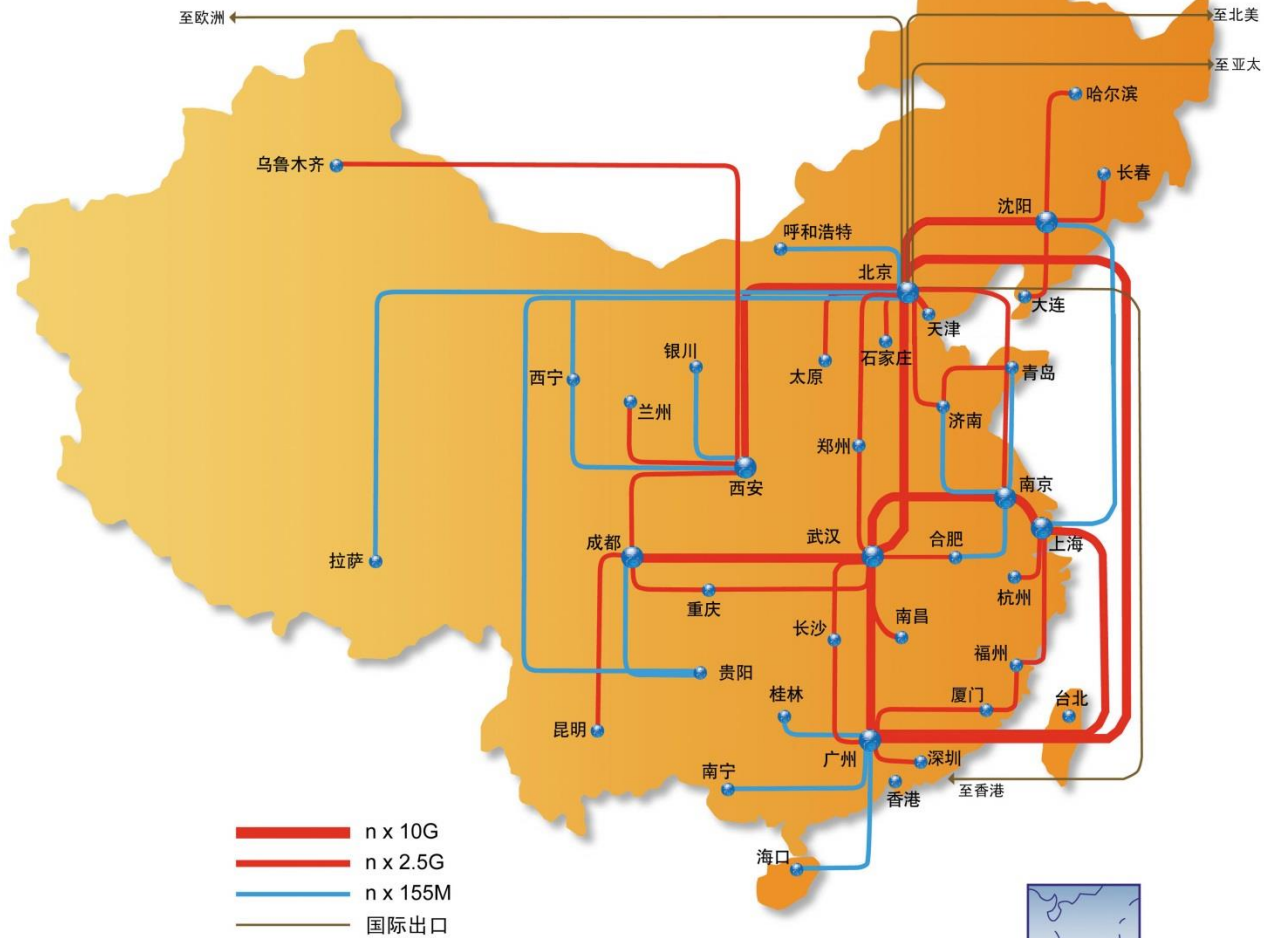 至欧洲
至北美
至亚太
哈尔滨
乌鲁木齐
长春
沈阳
呼和浩特
北京
大连
天津
银川
石家庄
太原
西宁
青岛
兰州
济南
郑州
西安
南京
武汉
合肥
成都
上海
拉萨
杭州
重庆
南昌
长沙
福州
贵阳
桂林
厦门
台北
昆明
广州
深圳
南宁
香港
至香港
海口
n x 10G
n x 2.5G
n x 155M
国际出口